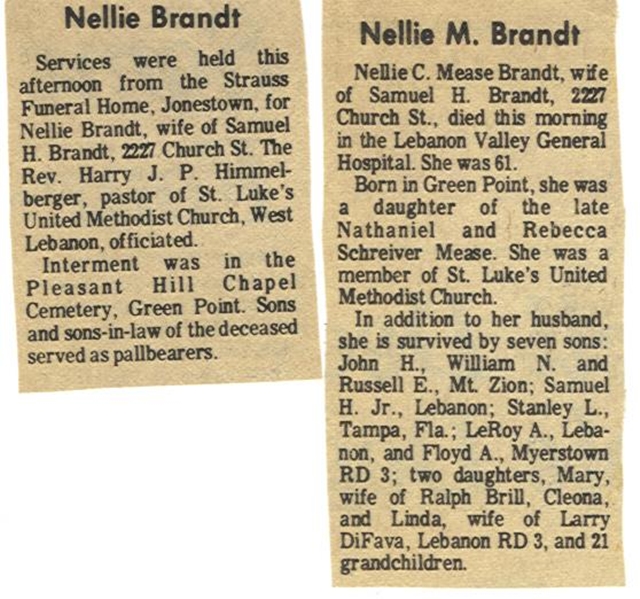 Nellie Brandt
Services were held this
afternoon from the Strauss
Funeral Home, Jonestown, for
Nellie Brandt, wife of Samuel
H. Brandt, 2227 Church St. The
Rev. Harry J. P. Himmel-
berger, pastor of St. Luke's
United Methodist Church, West
Lebanon, officiated.
Interment was in the
Pleasant Hill Chapel
Cemetery, Green Point. Sons
and sons-in-law of the deceased
served as pallbearers.
Nellie M. Brandt
Nellie C. Mease Brandt, wife
of Samuel H. Brandt, 2227
Church St., died this morning
in the Lebanon Valley General
Hospital. She was 61.
Born in Green Point, she was
a daughter of the late
Nathaniel and Rebecca
Schreiver Mease. She was a
member of St. Luke's United
Methodist Church.
In addition to her husband,
she is survived by seven sons:
John H., William N. and
Russell E., Mt. Zion; Samuel
H. Jr., Lebanon; Stanley L.,
Tampa, Fla.; LeRoy A., Leba-
non, and Floyd A., Myerstown
RD 3; two daughters, Mary,
wife of Ralph Brill, Cleona,
and Linda, wife of Larry
DiFava, Lebanon RD 3, and 21
grandchildren.